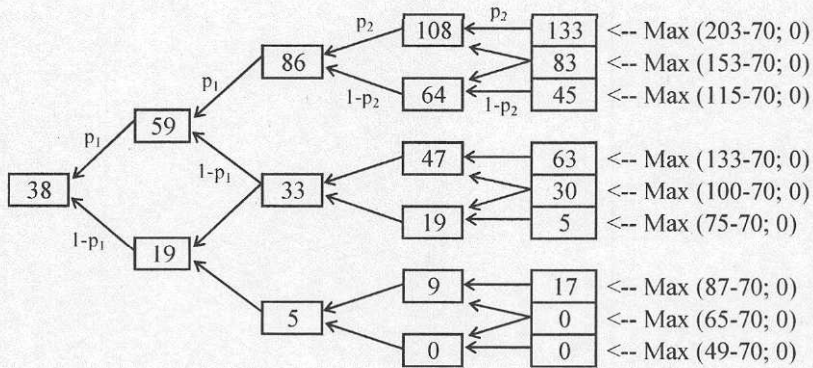 p₂ 108 p₂ 133 <-- Max (203-70; 0)
86 83 <-- Max (153-70; 0)
p₁ 1-p₂ 64 1-p₂ 45 <-- Max (115-70; 0)
59
p₁ 1-p₁ 47 63 <-- Max (133-70; 0)
38 33 30 <-- Max (100-70; 0)
19 5 <-- Max (75-70; 0)
1-p₁ 19
9 17 <-- Max (87-70; 0)
5 0 <-- Max (65-70; 0)
0 0 <-- Max (49-70; 0)